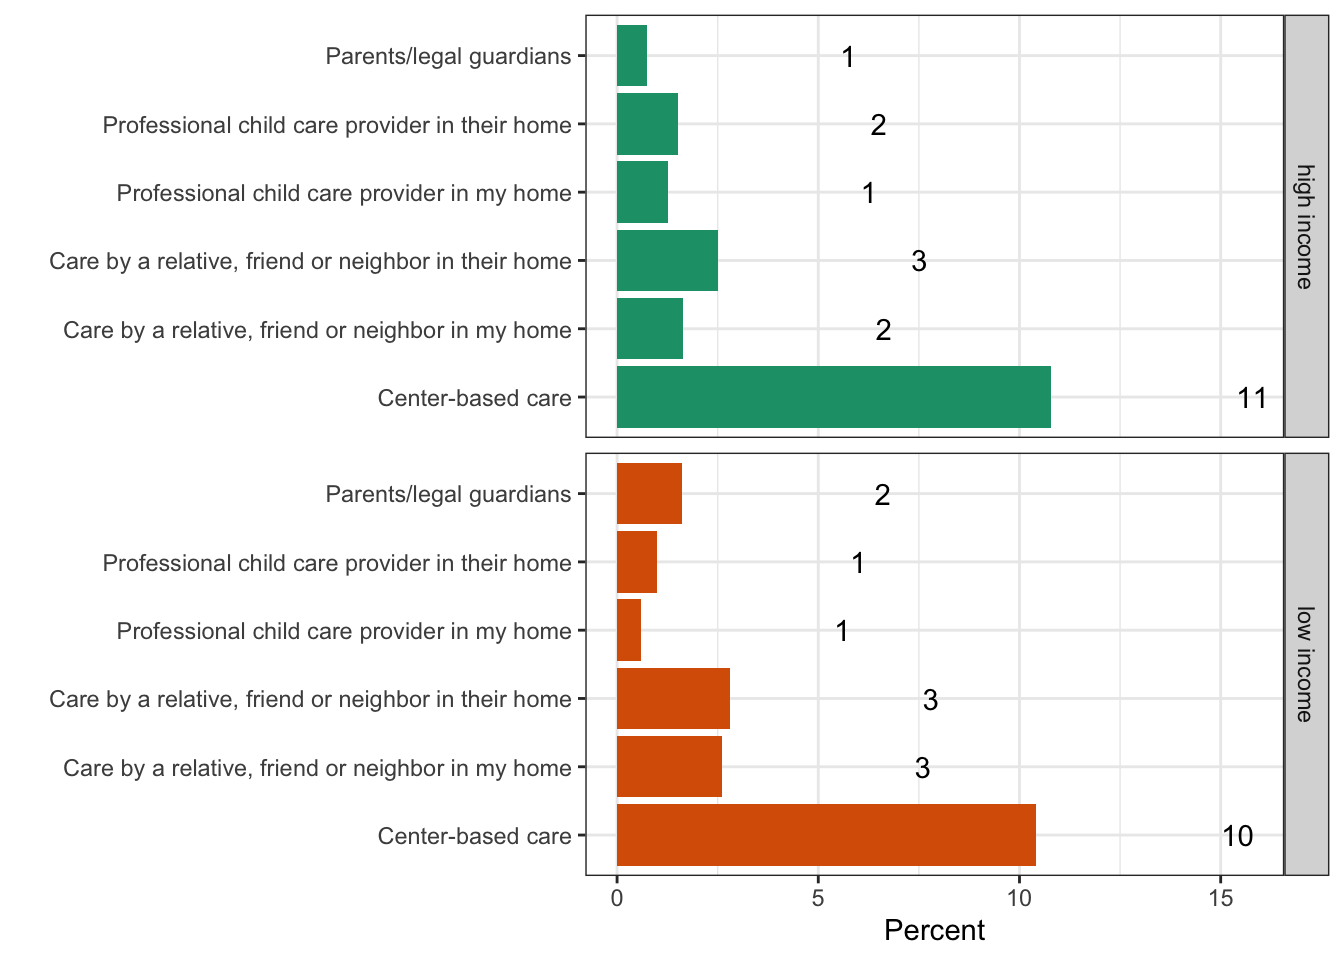 Parents/legal guardians 1
Professional child care provider in their home 2
Professional child care provider in my home 1
Care by a relative, friend or neighbor in their home 3
Care by a relative, friend or neighbor in my home 2
Center-based care 11
high income
Parents/legal guardians 2
Professional child care provider in their home 1
Professional child care provider in my home 1
Care by a relative, friend or neighbor in their home 3
Care by a relative, friend or neighbor in my home 3
Center-based care 10
low income
0 5 10 15
Percent